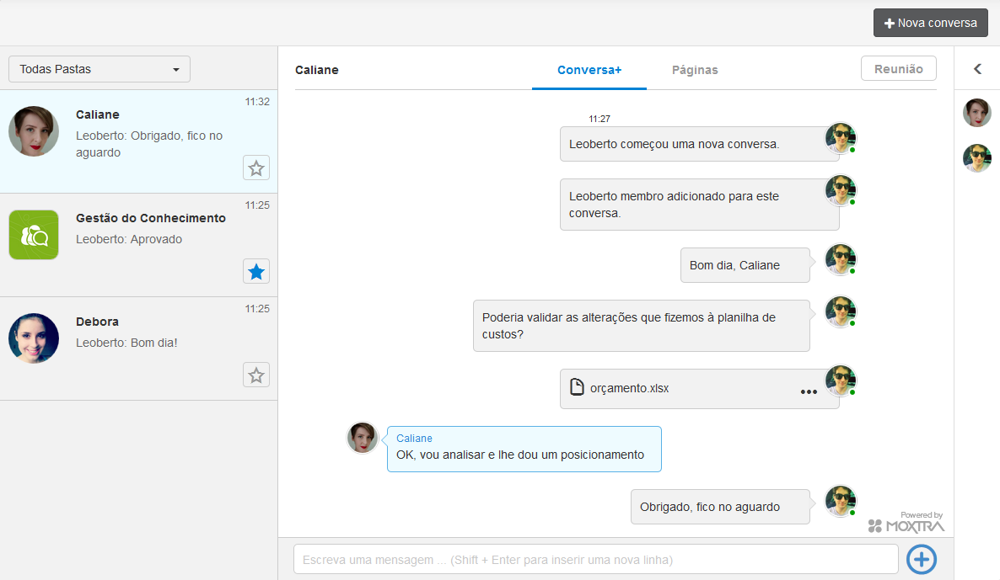 Nova conversa
Todas Pastas
11:32
Caliane
Leoberto: Obrigado, fico no
aguardo
11:25
Gestão do Conhecimento
Leoberto: Aprovado
11:25
Debora
Leoberto: Bom dia!
Caliane
Conversa+
Páginas
Reunião
11:27
Leoberto começou uma nova conversa.
Leoberto membro adicionado para este
conversa.
Bom dia, Caliane
Poderia validar as alterações que fizemos à planilha de
custos?
orçamento.xlsx
Caliane
OK, vou analisar e lhe dou um posicionamento
Obrigado, fico no aguardo
Powered by
MOXTRA
Escreva uma mensagem ... (Shift + Enter para inserir uma nova linha)